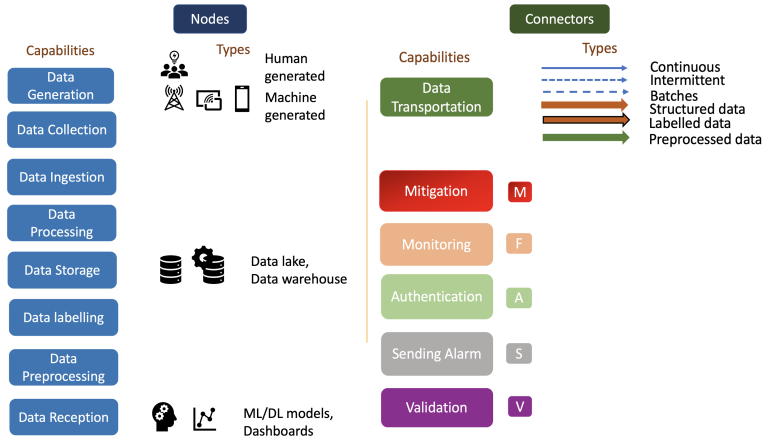 Nodes
Capabilities
Types
Data
Generation
Human
generated
Machine
generated
Data Collection
Data Ingestion
Data
Processing
Data Storage
Data lake,
Data warehouse
Data labelling
Data
Preprocessing
Data Reception
ML/DL models,
Dashboards
Connectors
Capabilities
Types
Data
Transportation
Continuous
Intermittent
Batches
Structured data
Labelled data
Preprocessed data
Mitigation
M
Monitoring
F
Authentication
A
Sending Alarm
S
Validation
V